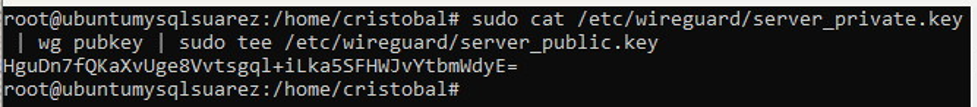 root@ubuntumysqlsuarez:/home/cristobal# sudo cat /etc/wireguard/server_private.key
| wg pubkey | sudo tee /etc/wireguard/server_public.key
HguDn7fQKaXvUge8Vvtsgql+iLka5SFHWJvYtbmWdyE=
root@ubuntumysqlsuarez:/home/cristobal#